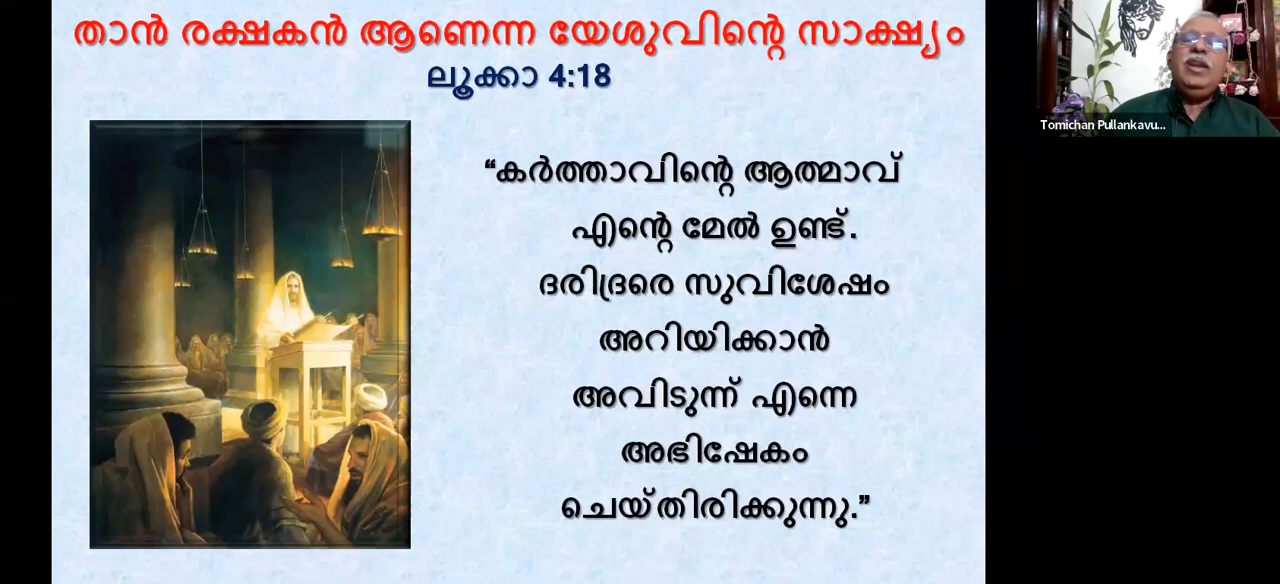 താൻ രക്ഷകൻ ആണെന്ന യേശുവിന്റെ സാക്ഷ്യം
ലൂക്കാ 4:18
“കർത്താവിന്റെ ആത്മാവ്
എന്റെ മേൽ ഉണ്ട്.
ദരിദ്രരെ സുവിശേഷം
അറിയിക്കാൻ
അവിടുന്ന് എന്നെ
അഭിഷേകം
ചെയ്തിരിക്കുന്നു.”
Tomichan Pullankavu...